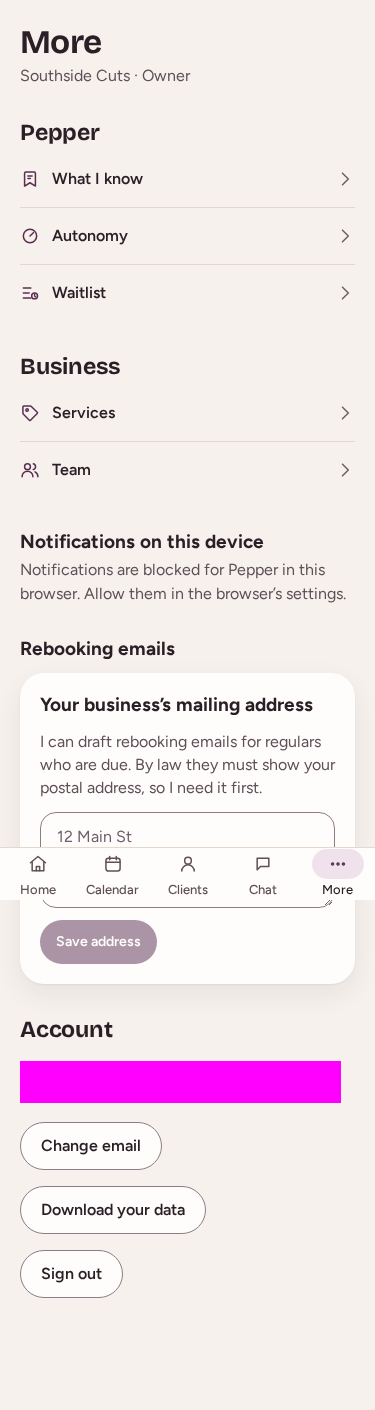 More
Southside Cuts · Owner
Pepper
What I know
Autonomy
Waitlist
Business
Services
Team
Notifications on this device
Notifications are blocked for Pepper in this
browser. Allow them in the browser’s settings.
Rebooking emails
Your business’s mailing address
I can draft rebooking emails for regulars
who are due. By law they must show your
postal address, so I need it first.
12 Main St
Home
Calendar
Clients
Chat
More
Save address
Account
Change email
Download your data
Sign out